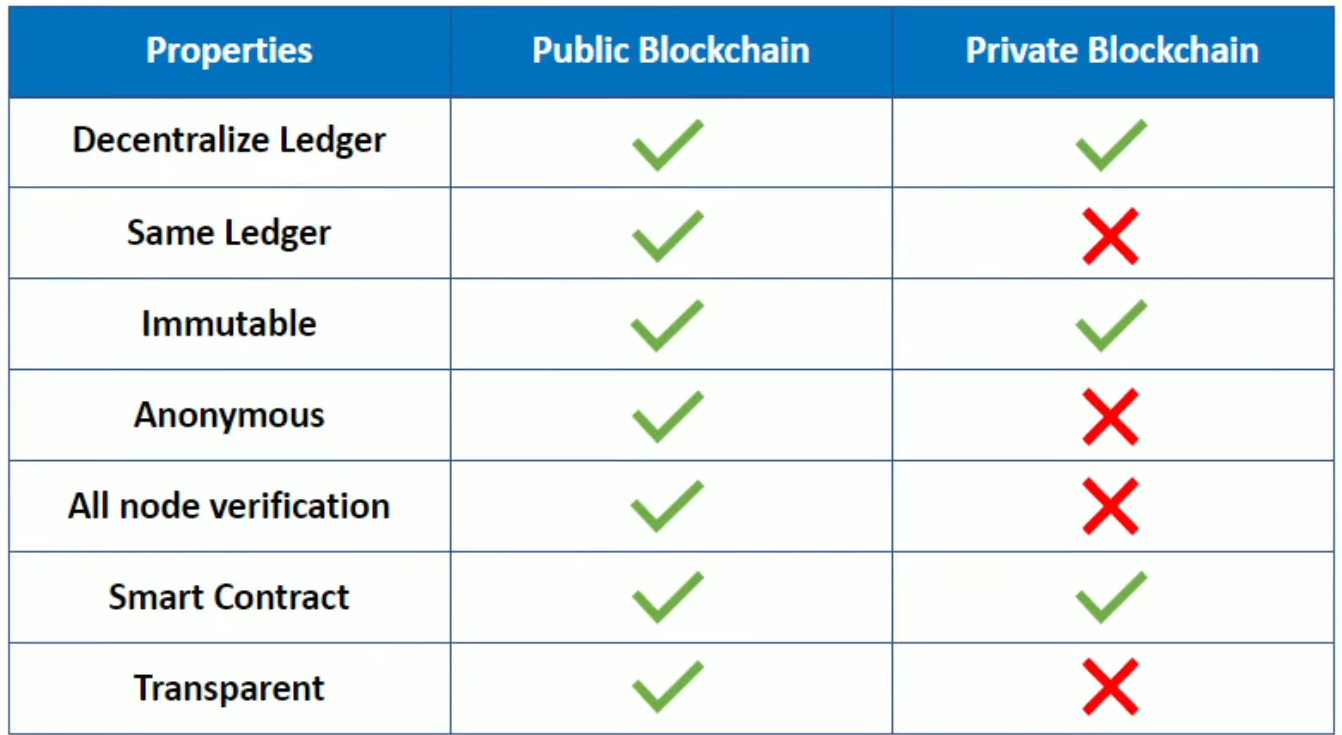 Properties Public Blockchain Private Blockchain
Decentralize Ledger
Same Ledger
Immutable
Anonymous
All node verification
Smart Contract
Transparent